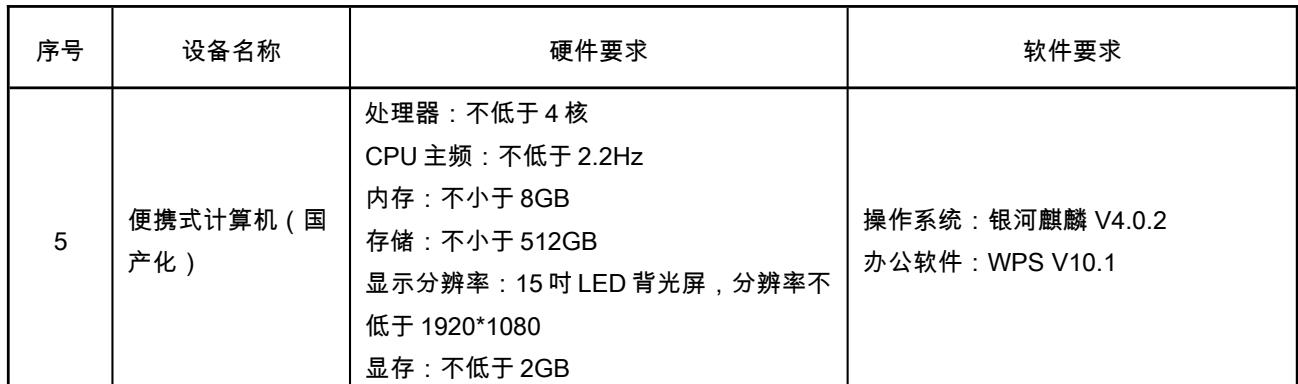 序号 设备名称 硬件要求 软件要求
5
便携式计算机（国
产化）
处理器：不低于 4 核
CPU 主频：不低于 2.2Hz
内存：不小于 8GB
存储：不小于 512GB
显示分辨率：15 吋 LED 背光屏，分辨率不
低于 1920*1080
显存：不低于 2GB
操作系统：银河麒麟 V4.0.2
办公软件：WPS V10.1